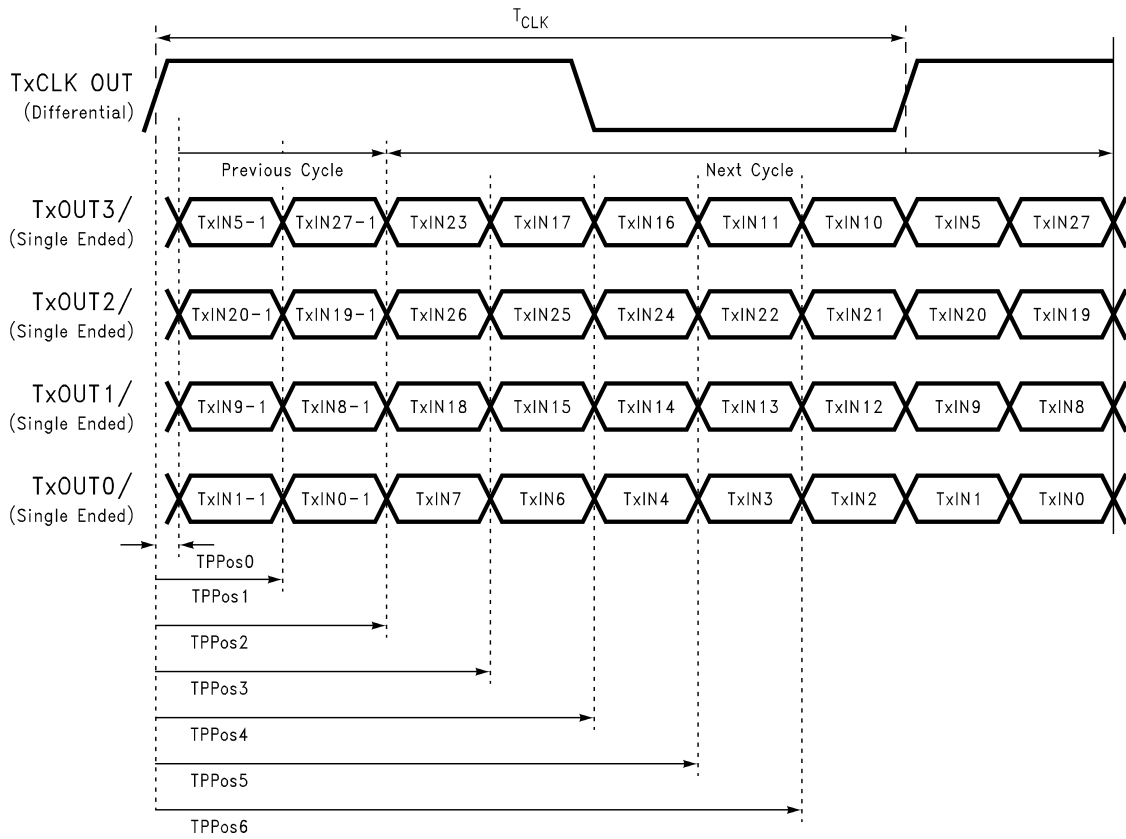 TCLK
TxCLK OUT
(Differential)
Previous Cycle
Next Cycle
TxOUT3/
(Single Ended)
TxIN5-1 TxIN27-1 TxIN23 TxIN17 TxIN16 TxIN11 TxIN10 TxIN5 TxIN27
TxOUT2/
(Single Ended)
TxIN20-1 TxIN19-1 TxIN26 TxIN25 TxIN24 TxIN22 TxIN21 TxIN20 TxIN19
TxOUT1/
(Single Ended)
TxIN9-1 TxIN8-1 TxIN18 TxIN15 TxIN14 TxIN13 TxIN12 TxIN9 TxIN8
TxOUT0/
(Single Ended)
TxIN1-1 TxIN0-1 TxIN7 TxIN6 TxIN4 TxIN3 TxIN2 TxIN1 TxIN0
TPPos0
TPPos1
TPPos2
TPPos3
TPPos4
TPPos5
TPPos6